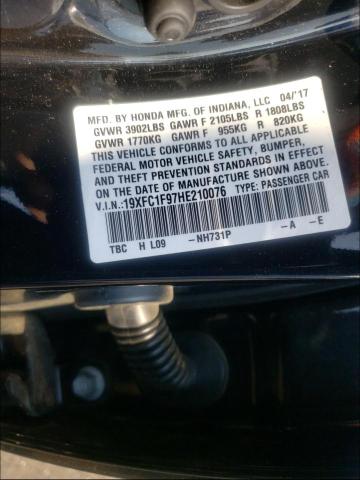 MFD. BY HONDA MFG. OF INDIANA, LLC 04/'17
GVWR 3902LBS GAWR F 2105LBS R 1808LBS
GVWR 1770KG GAWR F 955KG R 820KG
THIS VEHICLE CONFORMS TO ALL APPLICABLE
FEDERAL MOTOR VEHICLE SAFETY, BUMPER,
AND THEFT PREVENTION STANDARDS IN EFFECT
ON THE DATE OF MANUFACTURE SHOWN ABOVE.
V.I.N.:19XFC1F97HE210076 TYPE: PASSENGER CAR
TBC H L09 -NH731P -A -E